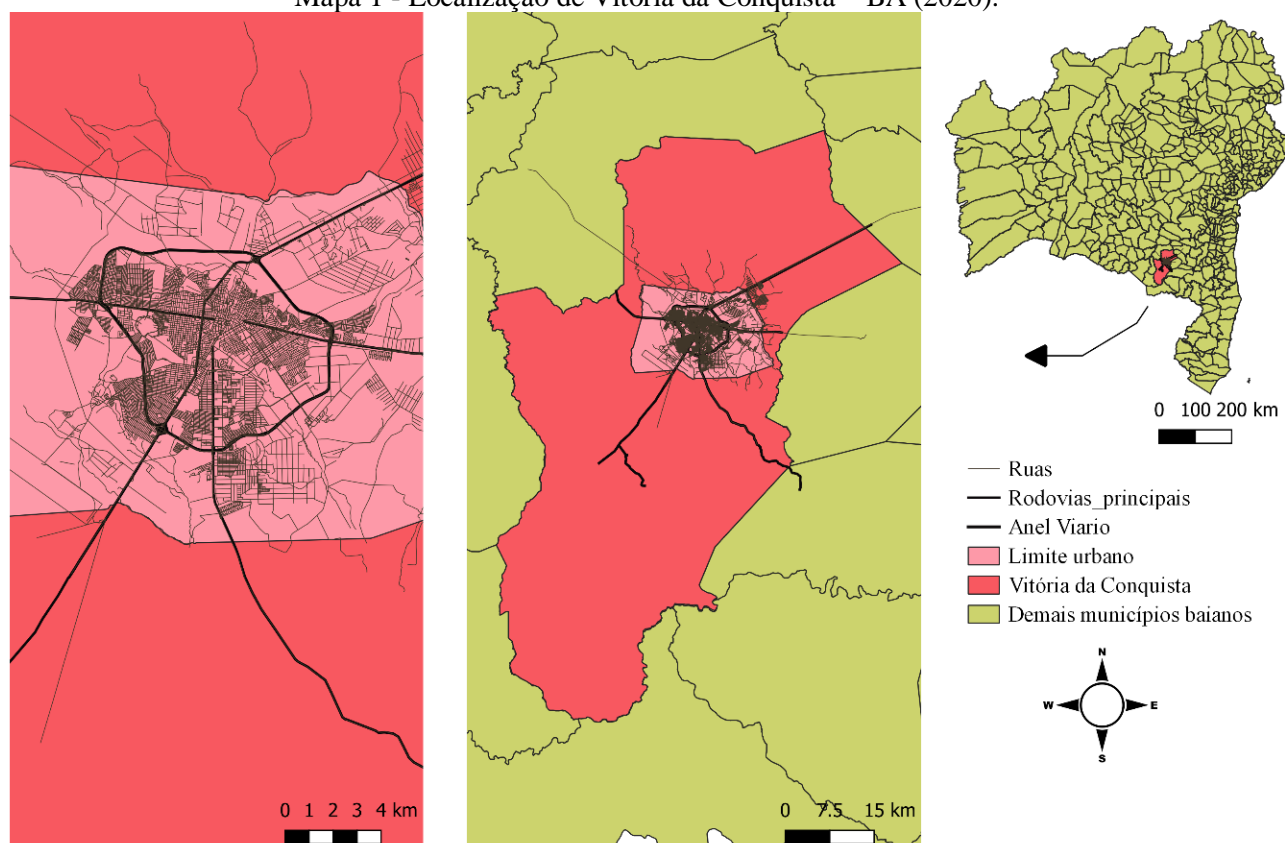 Mapa 1 - Localização de Vitória da Conquista – BA (2020).
0 100 200 km
Ruas
Rodovias_principais
Anel Viario
Limite urbano
Vitória da Conquista
Demais municípios baianos
N
W E
S
0 1 2 3 4 km
0 7.5 15 km